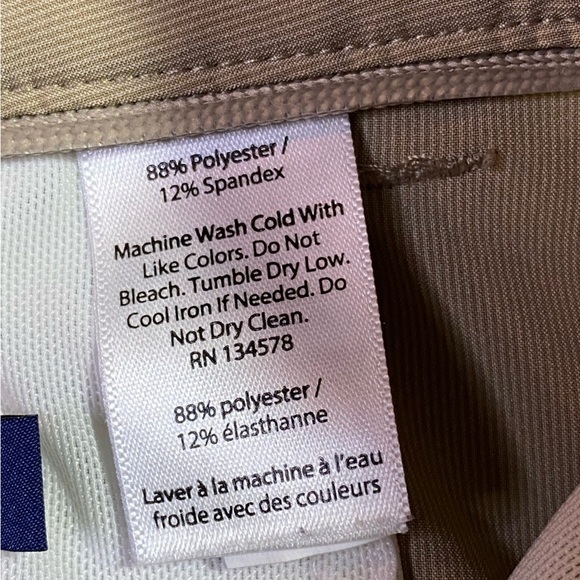 88% Polyester /
12% Spandex
Machine Wash Cold With
Like Colors. Do Not
Bleach. Tumble Dry Low.
Cool Iron If Needed. Do
Not Dry Clean.
RN 134578
88% polyester /
12% élasthanne
Laver à la machine à l'eau
froide avec des couleurs